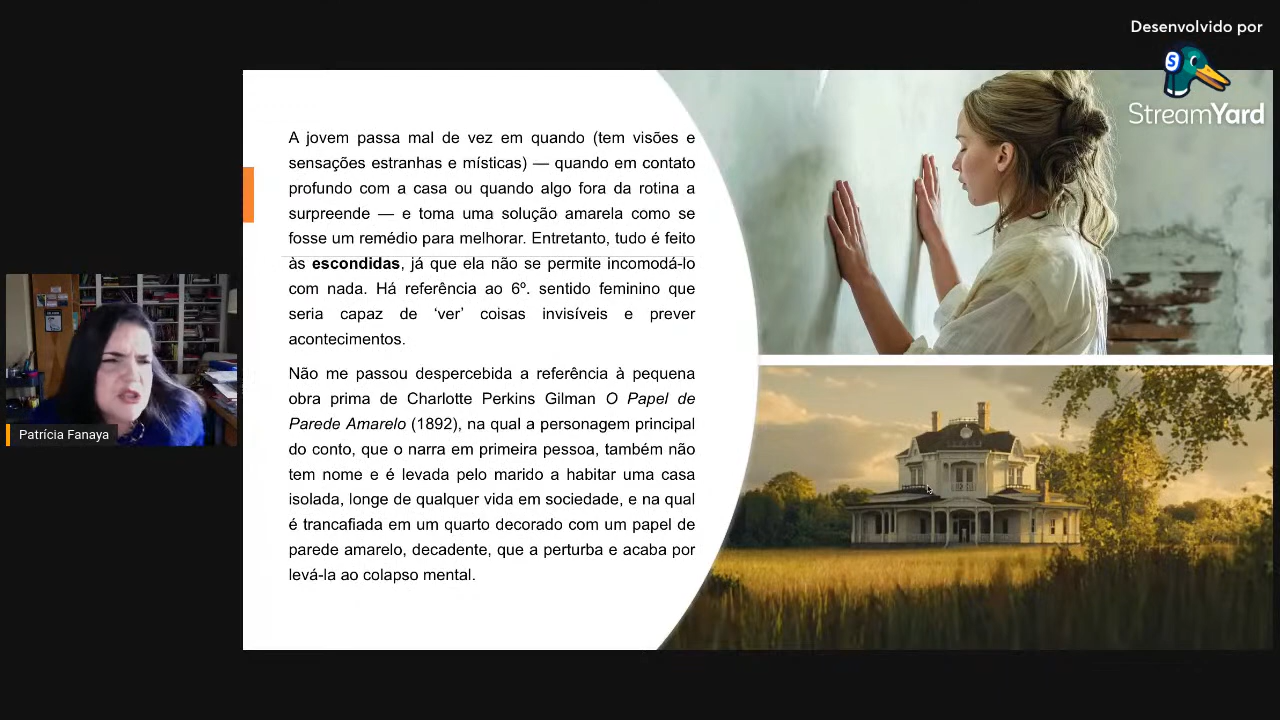 Desenvolvido por
StreamYard
A jovem passa mal de vez em quando (tem visões e
sensações estranhas e místicas) — quando em contato
profundo com a casa ou quando algo fora da rotina a
surpreende — e toma uma solução amarela como se
fosse um remédio para melhorar. Entretanto, tudo é feito
às escondidas, já que ela não se permite incomodá-lo
com nada. Há referência ao 6º. sentido feminino que
seria capaz de ‘ver’ coisas invisíveis e prever
acontecimentos.
Não me passou despercebida a referência à pequena
obra prima de Charlotte Perkins Gilman O Papel de
Parede Amarelo (1892), na qual a personagem principal
do conto, que o narra em primeira pessoa, também não
tem nome e é levada pelo marido a habitar uma casa
isolada, longe de qualquer vida em sociedade, e na qual
é trancafiada em um quarto decorado com um papel de
parede amarelo, decadente, que a perturba e acaba por
levá-la ao colapso mental.
Patrícia Fanaya